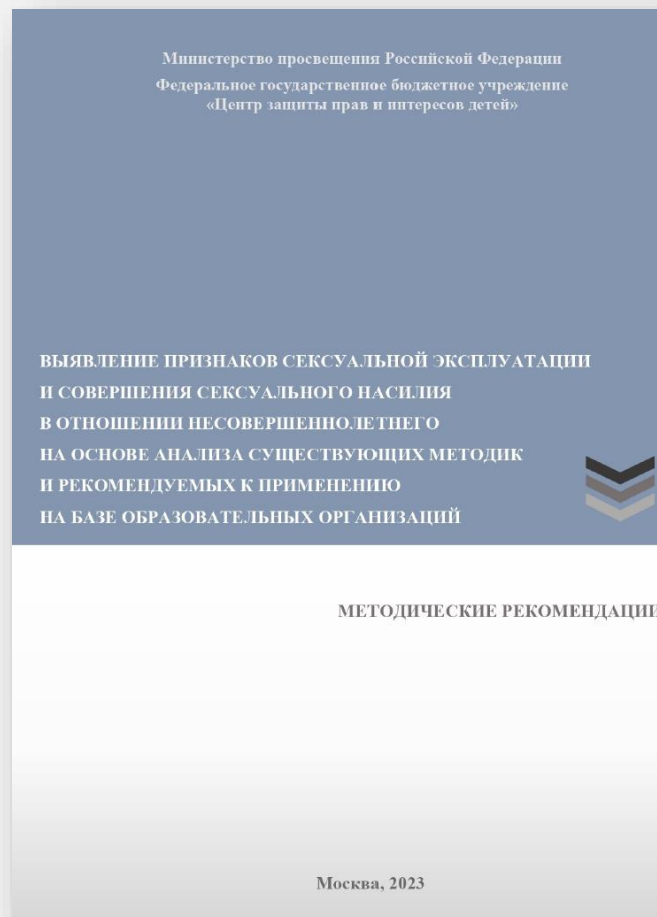 Министерство просвещения Российской Федерации
Федеральное государственное бюджетное учреждение
«Центр защиты прав и интересов детей»
ВЫЯВЛЕНИЕ ПРИЗНАКОВ СЕКСУАЛЬНОЙ ЭКСПЛУАТАЦИИ
И СОВЕРШЕНИЯ СЕКСУАЛЬНОГО НАСИЛИЯ
В ОТНОШЕНИИ НЕСОВЕРШЕННОЛЕТНЕГО
НА ОСНОВЕ АНАЛИЗА СУЩЕСТВУЮЩИХ МЕТОДИК
И РЕКОМЕНДУЕМЫХ К ПРИМЕНЕНИЮ
НА БАЗЕ ОБРАЗОВАТЕЛЬНЫХ ОРГАНИЗАЦИЙ
МЕТОДИЧЕСКИЕ РЕКОМЕНДАЦИИ
Москва, 2023